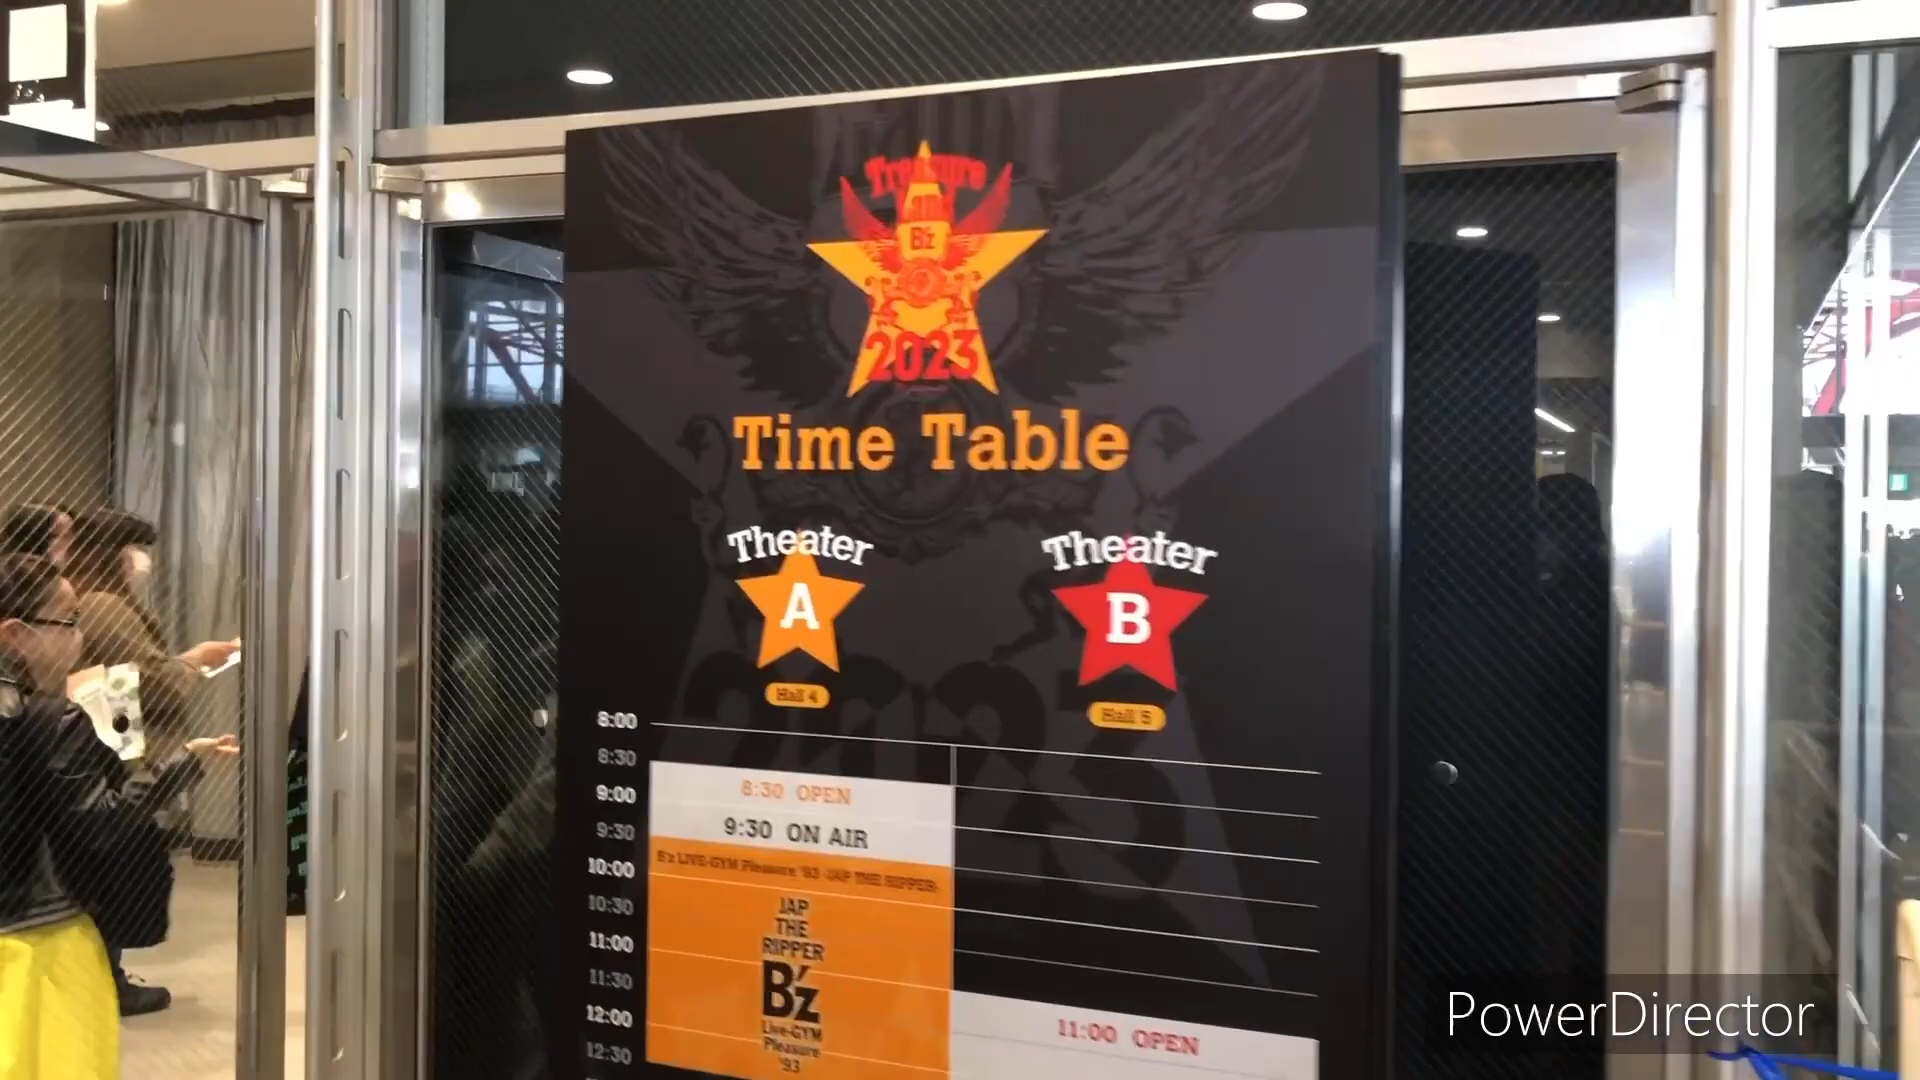 Treasure
Land
B'z
2023
2023
Time Table
Theater
A
Hall 4
Theater
B
Hall 5
8:00
8:30
9:00
9:30
10:00
10:30
11:00
11:30
12:00
12:30
8:30 OPEN
9:30 ON AIR
B'z LIVE-GYM Pleasure '93 -JAP THE RIPPER-
JAP
THE
RIPPER
B'z
Live-GYM
Pleasure
'93
11:00 OPEN
PowerDirector